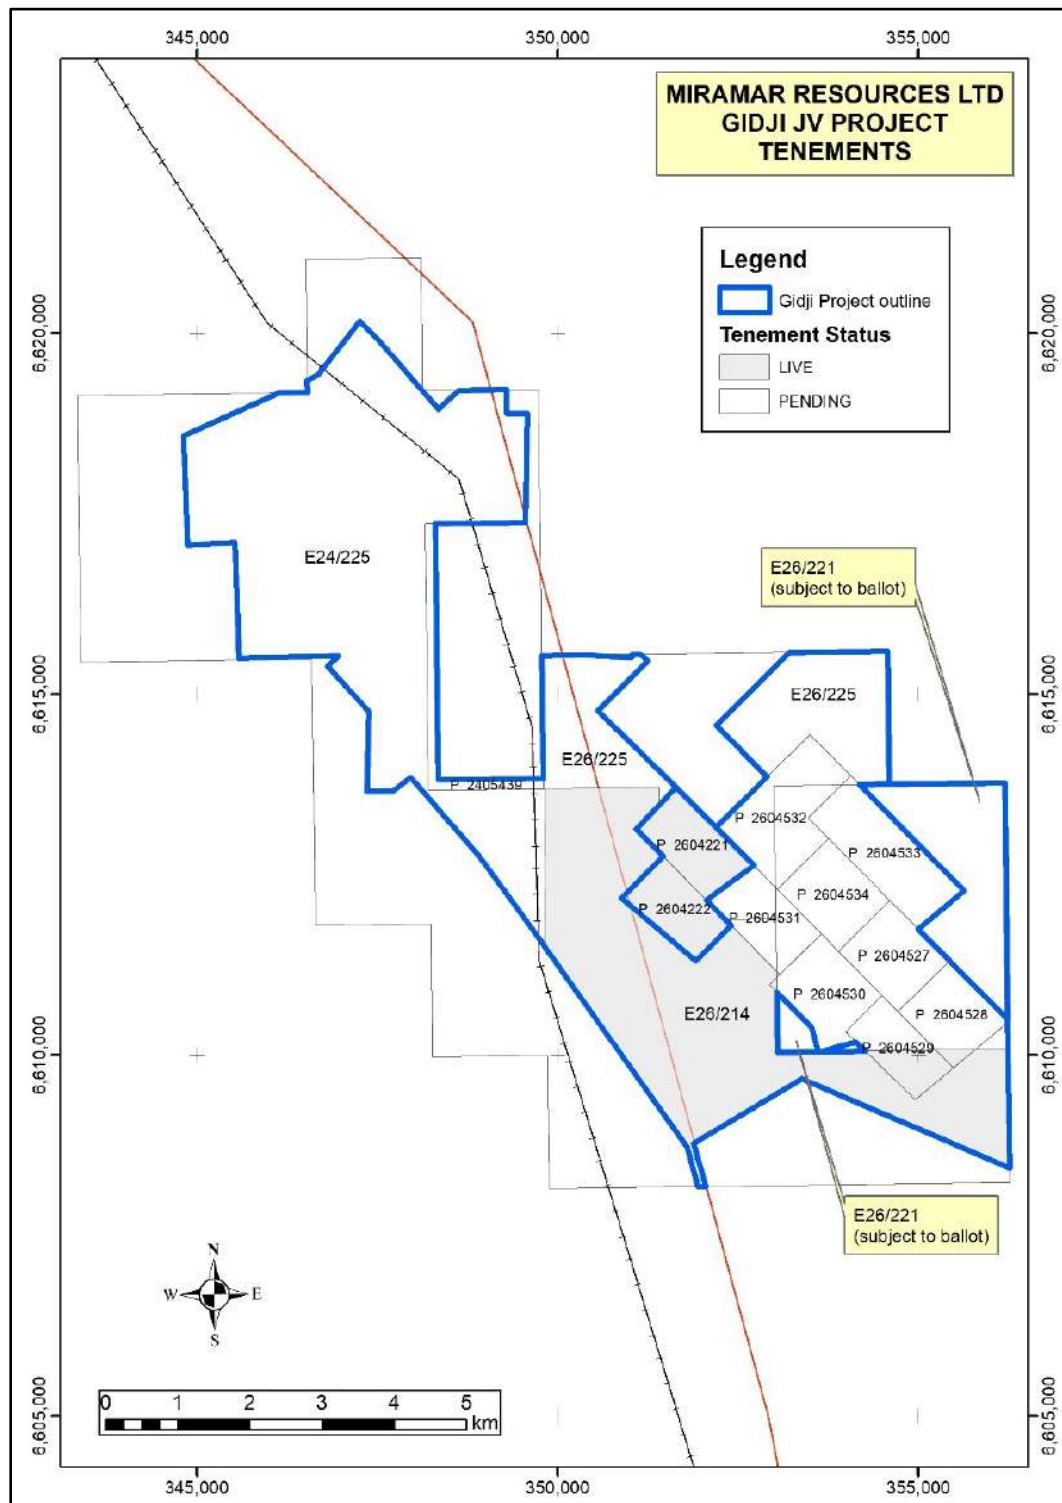 345,000
350,000
355,000
MIRAMAR RESOURCES LTD
GIDJI JV PROJECT
TENEMENTS
Legend
Gidji Project outline
Tenement Status
LIVE
PENDING
6,620,000
6,620,000
E24/225
E26/221
(subject to ballot)
6,615,000
6,615,000
E26/225
E26/225
P 2405439
P 2604532
P 2604221
P 2604533
P 2604534
P 2604222
P 2604531
P 2604527
P 2604530
E26/214
P 2604528
P 2604529
6,610,000
6,610,000
E26/221
(subject to ballot)
N
W
E
S
0 1 2 3 4 5
km
6,605,000
6,605,000
345,000
350,000
355,000